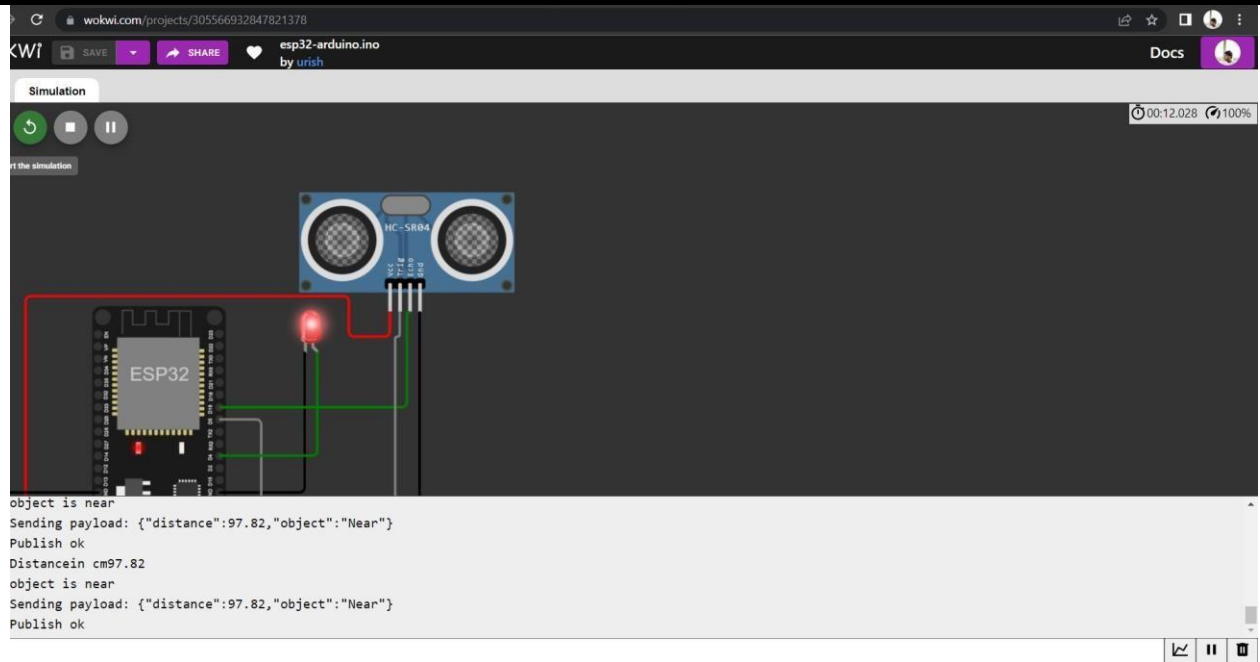 wokwi.com/projects/305566932847821378
Wi SAVE SHARE esp32-arduino.ino
by urish
Docs
Simulation
00:12.028 100%
rt the simulation
HC-SR04
Vcc
Trig
Echo
Gnd
ESP32
object is near
Sending payload: {"distance":97.82,"object":"Near"}
Publish ok
Distancein cm97.82
object is near
Sending payload: {"distance":97.82,"object":"Near"}
Publish ok